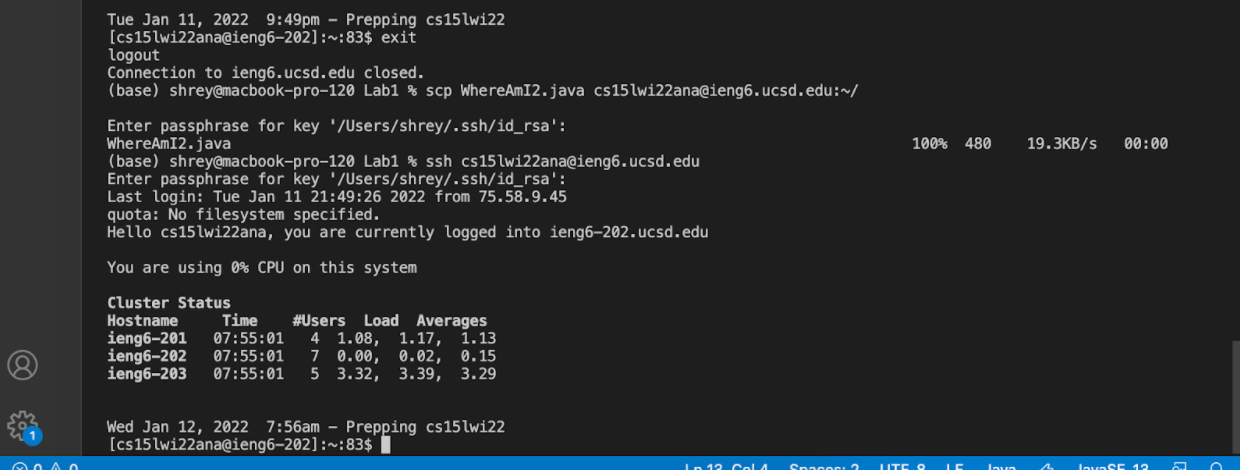 Tue Jan 11, 2022  9:49pm - Prepping cs15lwi22
[cs15lwi22ana@ieng6-202]:~:83$ exit
logout
Connection to ieng6.ucsd.edu closed.
(base) shrey@macbook-pro-120 Lab1 % scp WhereAmI2.java cs15lwi22ana@ieng6.ucsd.edu:~/
Enter passphrase for key '/Users/shrey/.ssh/id_rsa':
WhereAmI2.java 100% 480 19.3KB/s 00:00
(base) shrey@macbook-pro-120 Lab1 % ssh cs15lwi22ana@ieng6.ucsd.edu
Enter passphrase for key '/Users/shrey/.ssh/id_rsa':
Last login: Tue Jan 11 21:49:26 2022 from 75.58.9.45
quota: No filesystem specified.
Hello cs15lwi22ana, you are currently logged into ieng6-202.ucsd.edu
You are using 0% CPU on this system
Cluster Status
Hostname Time #Users Load Averages
ieng6-201 07:55:01 4 1.08, 1.17, 1.13
ieng6-202 07:55:01 7 0.00, 0.02, 0.15
ieng6-203 07:55:01 5 3.32, 3.39, 3.29
Wed Jan 12, 2022  7:56am - Prepping cs15lwi22
[cs15lwi22ana@ieng6-202]:~:83$
1
0 0 Ln 13, Col 4 Spaces: 2 UTF-8 LF Java JavaSE-13